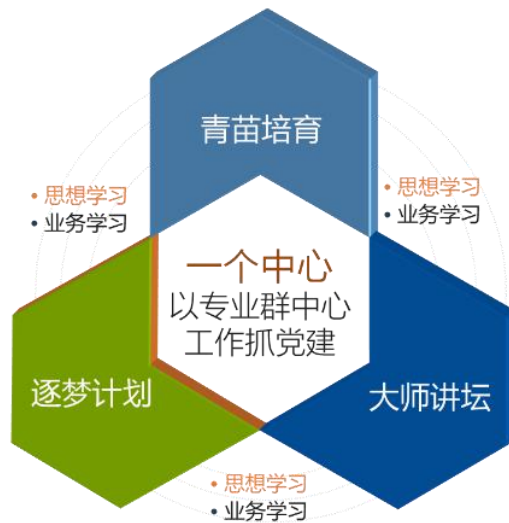 青苗培育
• 思想学习
• 业务学习
• 思想学习
• 业务学习
一个中心
以专业群中心
工作抓党建
逐梦计划
大师讲坛
• 思想学习
• 业务学习